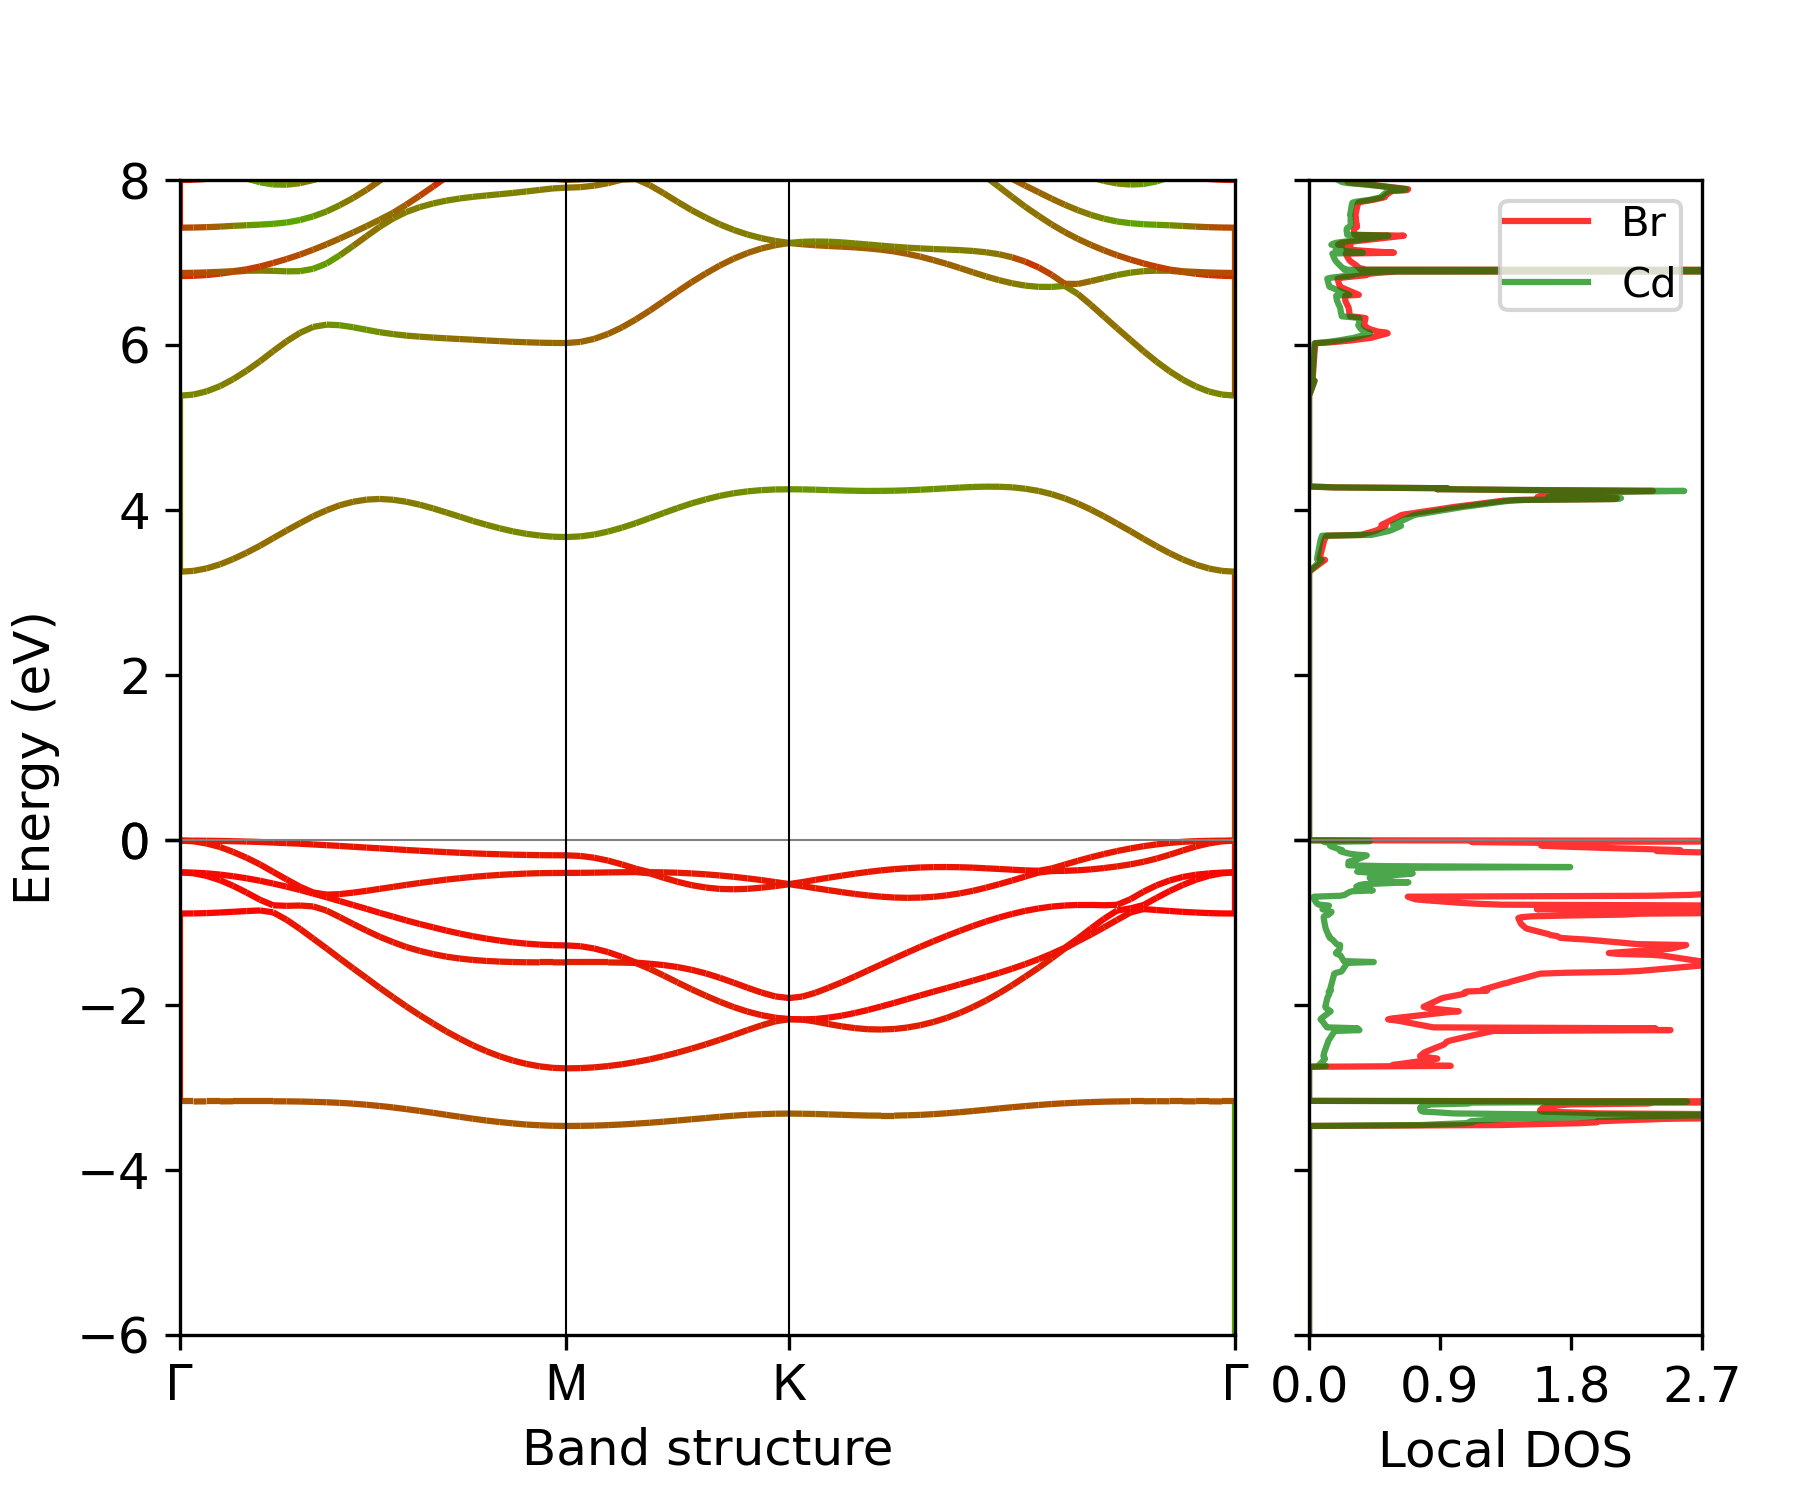 8
6
4
2
0
−2
−4
−6
Energy (eV)
Γ M K Γ
Band structure
Br
Cd
0.0 0.9 1.8 2.7
Local DOS